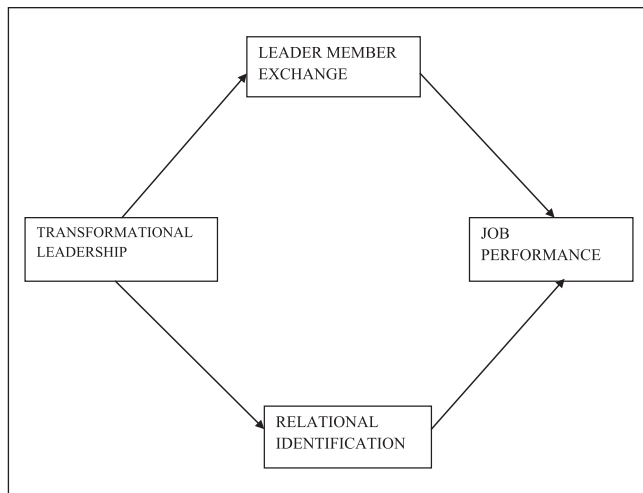 LEADER MEMBER
EXCHANGE
TRANSFORMATIONAL
LEADERSHIP
JOB
PERFORMANCE
RELATIONAL
IDENTIFICATION